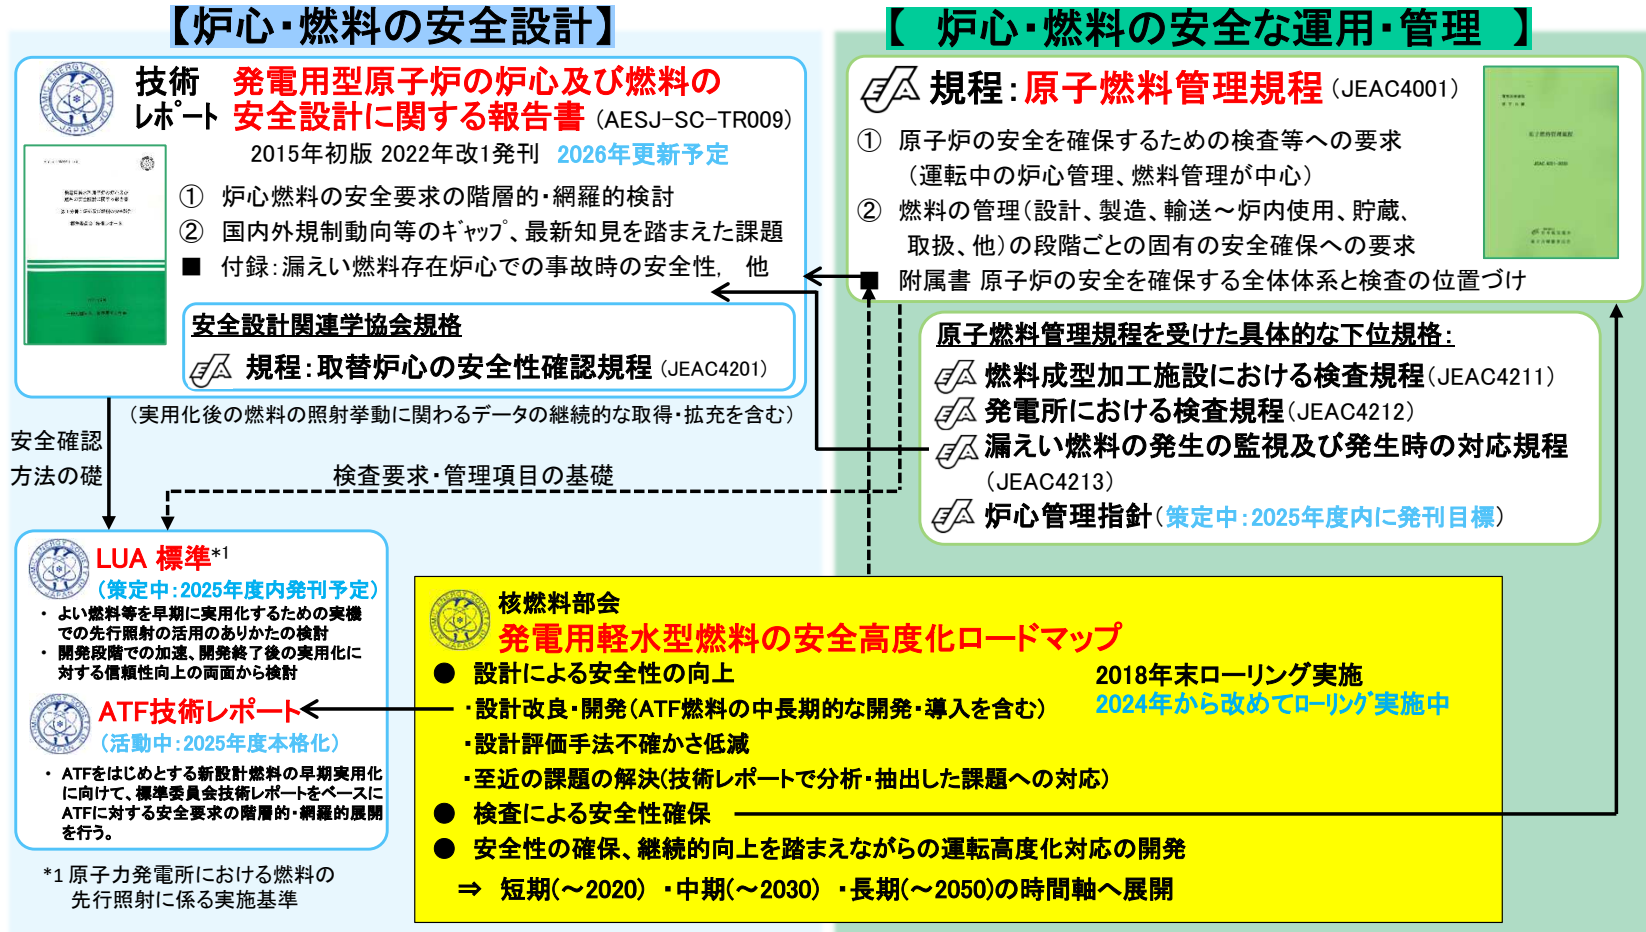 【炉心・燃料の安全設計】
技術
レポート
発電用型原子炉の炉心及び燃料の
安全設計に関する報告書 (AESJ-SC-TR009)
2015年初版 2022年改1発刊 2026年更新予定
① 炉心燃料の安全要求の階層的・網羅的検討
② 国内外規制動向等のギャップ、最新知見を踏まえた課題
■ 付録：漏えい燃料存在炉心での事故時の安全性, 他
安全設計関連学協会規格
規程：取替炉心の安全性確認規程 (JEAC4201)
(実用化後の燃料の照射挙動に関わるデータの継続的な取得・拡充を含む)
安全確認
方法の礎
検査要求・管理項目の基礎
LUA 標準*1
(策定中：2025年度内発刊予定)
・ よい燃料等を早期に実用化するための実機
での先行照射の活用のありかたの検討
・ 開発段階での加速、開発終了後の実用化に
対する信頼性向上の両面から検討
ATF技術レポート
(活動中：2025年度本格化)
・ ATFをはじめとする新設計燃料の早期実用化
に向けて、標準委員会技術レポートをベースに
ATFに対する安全要求の階層的・網羅的展開
を行う。
*1 原子力発電所における燃料の
先行照射に係る実施基準
【 炉心・燃料の安全な運用・管理 】
規程：原子燃料管理規程 (JEAC4001)
① 原子炉の安全を確保するための検査等への要求
(運転中の炉心管理、燃料管理が中心)
② 燃料の管理(設計、製造、輸送～炉内使用、貯蔵、
取扱、他)の段階ごとの固有の安全確保への要求
■ 附属書 原子炉の安全を確保する全体体系と検査の位置づけ
原子燃料管理規程を受けた具体的な下位規格：
燃料成型加工施設における検査規程(JEAC4211)
発電所における検査規程(JEAC4212)
漏えい燃料の発生の監視及び発生時の対応規程
(JEAC4213)
炉心管理指針(策定中：2025年度内に発刊目標)
核燃料部会
発電用軽水型燃料の安全高度化ロードマップ
● 設計による安全性の向上
2018年末ローリング実施
2024年から改めてローリング実施中
・設計改良・開発(ATF燃料の中長期的な開発・導入を含む)
・設計評価手法不確かさ低減
・至近の課題の解決(技術レポートで分析・抽出した課題への対応)
● 検査による安全性確保
● 安全性の確保、継続的向上を踏まえながらの運転高度化対応の開発
⇒ 短期(～2020) ・中期(～2030) ・長期(～2050)の時間軸へ展開